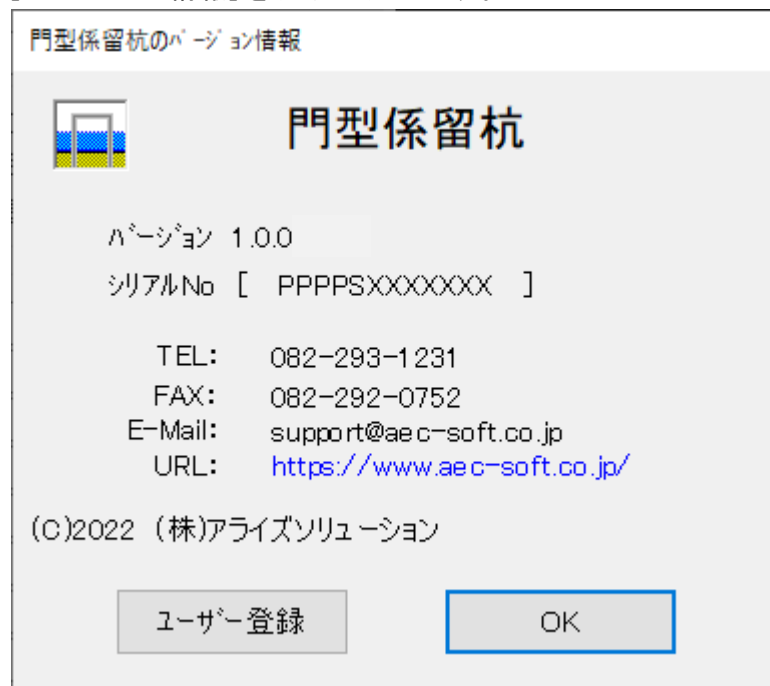 門型係留杭のﾊﾞｰｼﾞｮﾝ情報
門型係留杭
ﾊﾞｰｼﾞｮﾝ 1.0.0
ｼﾘｱﾙNo [ PPPPSXXXXXXX ]
TEL: 082-293-1231
FAX: 082-292-0752
E-Mail: support@aec-soft.co.jp
URL: https://www.aec-soft.co.jp/
(C)2022 (株)アライズソリューション
ﾕｰｻﾞｰ登録 OK